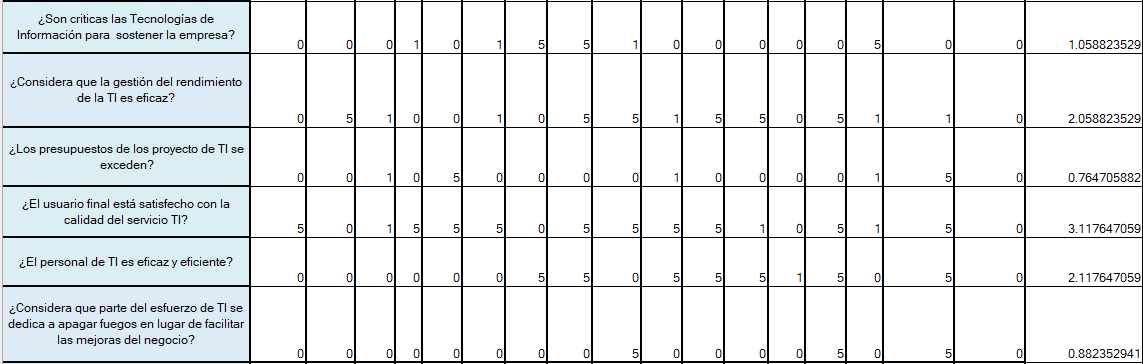 ¿Son criticas las Tecnologías de
Información para sostener la empresa?
0 0 0 1 0 1 5 5 1 0 0 0 0 5 0 0 1.058823529
¿Considera que la gestión del rendimiento
de la TI es eficaz?
0 5 1 0 0 1 0 5 5 1 5 5 0 5 1 1 0 2.058823529
¿Los presupuestos de los proyecto de TI se
exceden?
0 0 1 0 5 0 0 0 0 1 0 0 0 0 1 5 0 0.764705882
¿El usuario final está satisfecho con la
calidad del servicio TI?
5 0 1 5 5 5 0 5 5 5 5 1 0 5 1 5 0 3.117647059
¿El personal de TI es eficaz y eficiente?
0 0 0 0 0 0 5 5 0 5 5 5 1 5 0 5 0 2.117647059
¿Considera que parte del esfuerzo de TI se
dedica a apagar fuegos en lugar de facilitar
las mejoras del negocio?
0 0 0 0 0 0 0 0 5 0 0 0 0 5 0 5 0 0.882352941